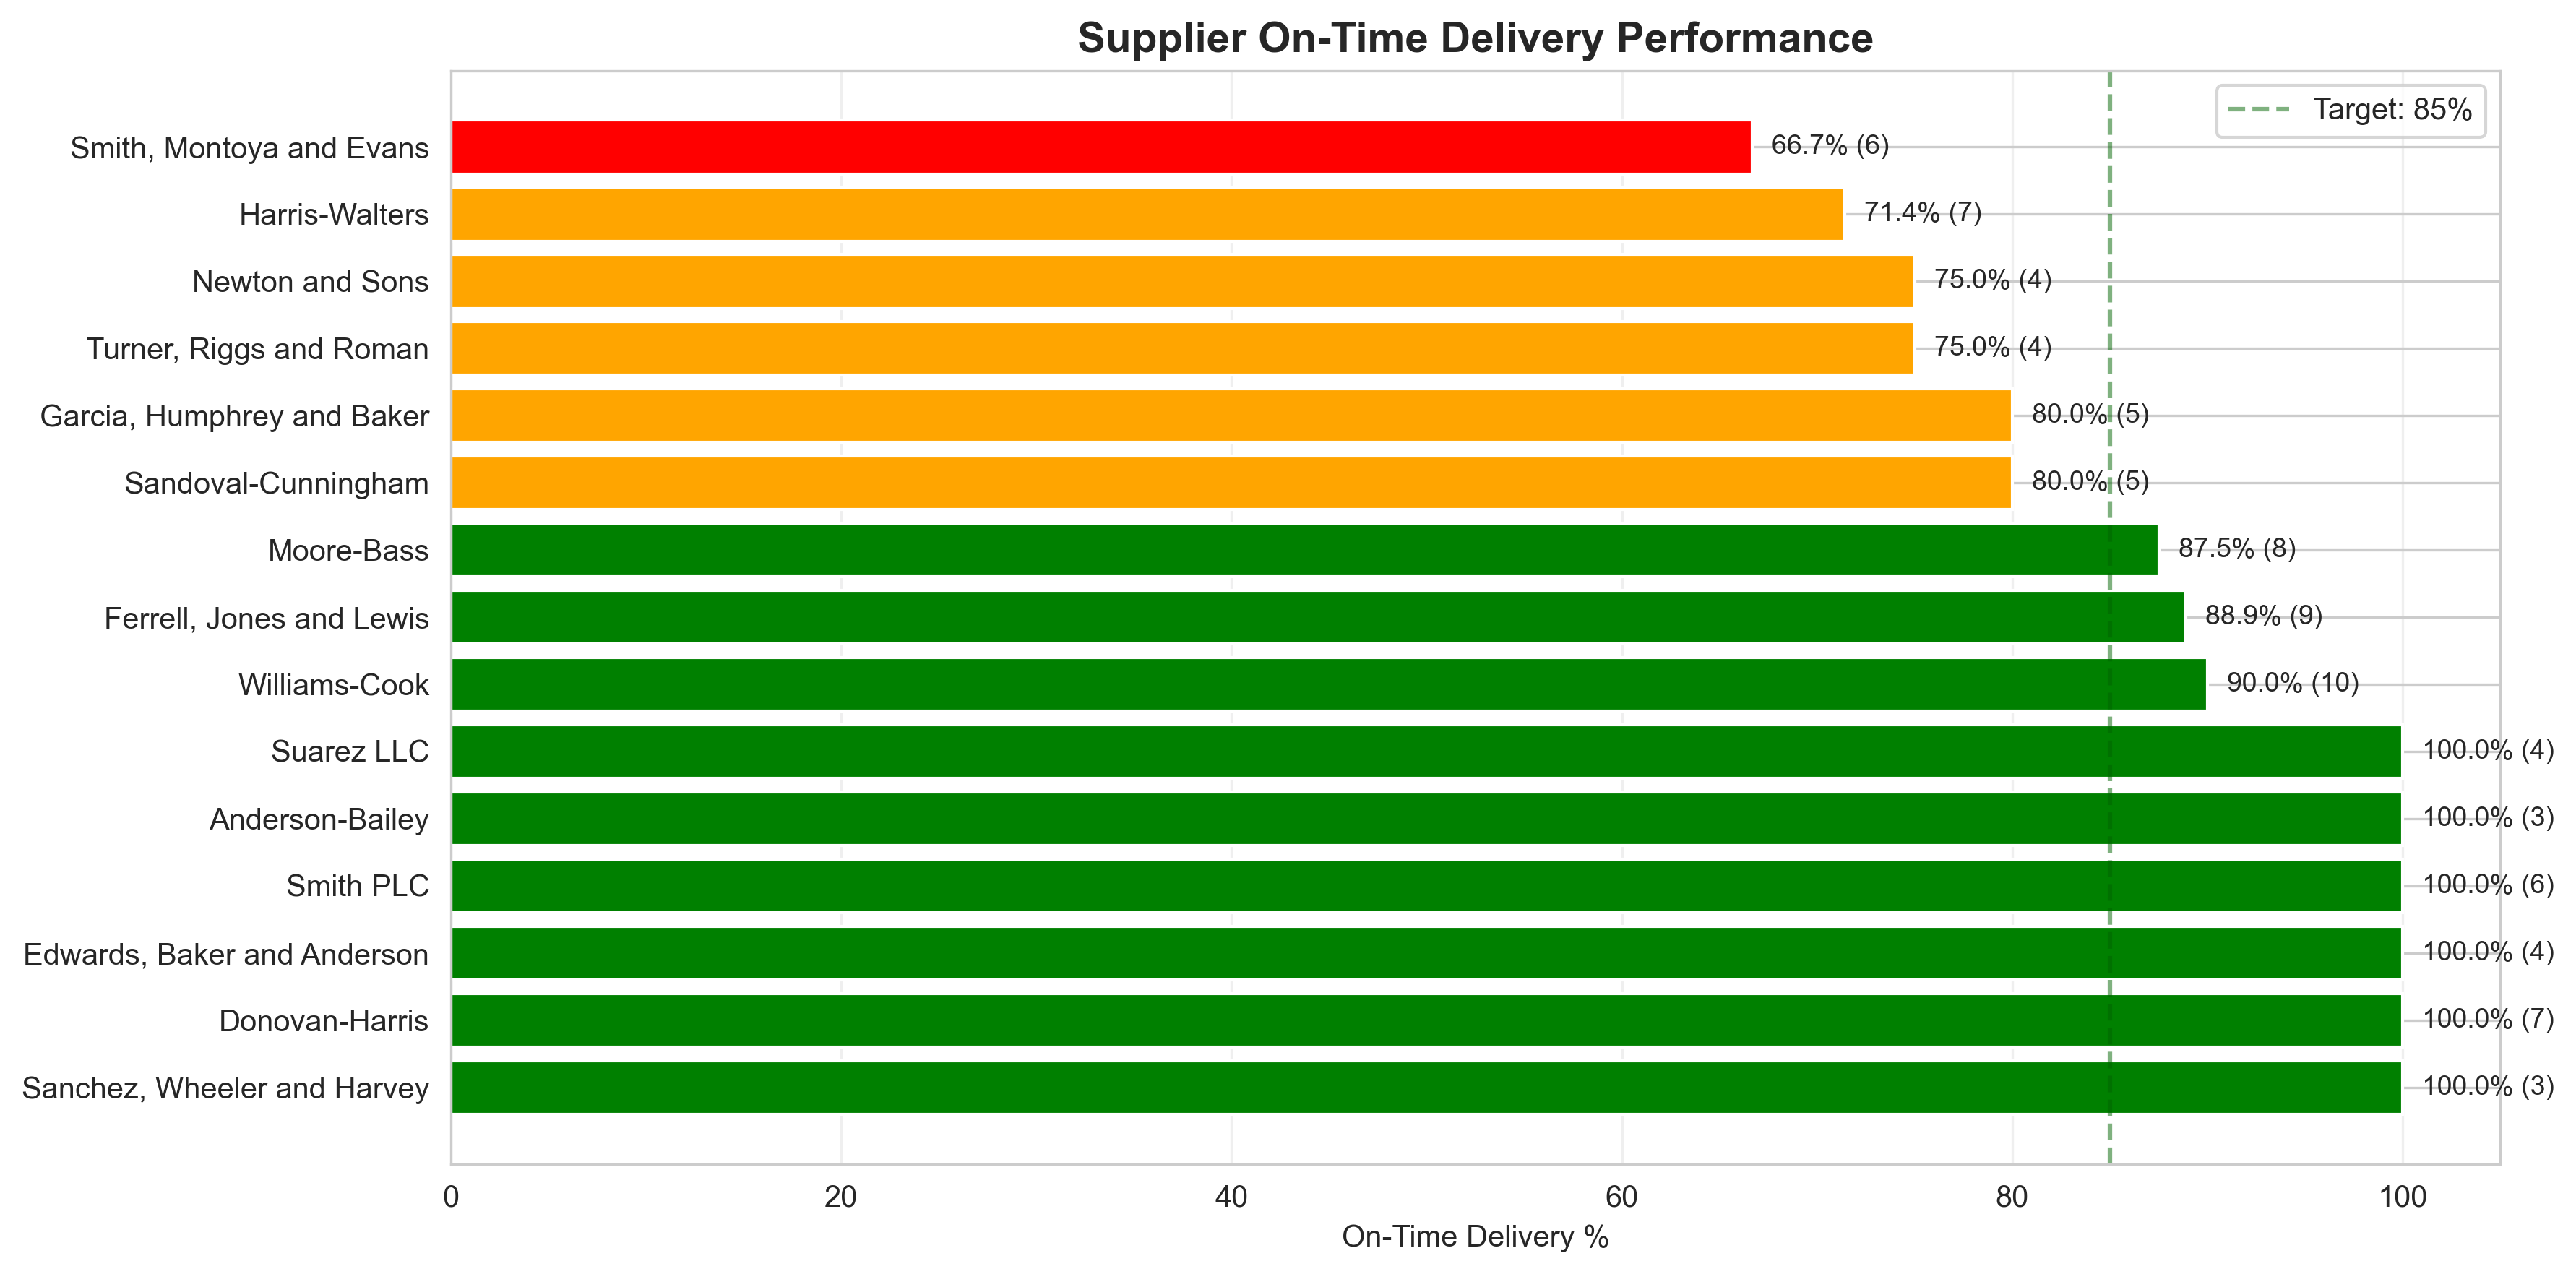 Supplier On-Time Delivery Performance
Target: 85%
Smith, Montoya and Evans 66.7% (6)
Harris-Walters 71.4% (7)
Newton and Sons 75.0% (4)
Turner, Riggs and Roman 75.0% (4)
Garcia, Humphrey and Baker 80.0% (5)
Sandoval-Cunningham 80.0% (5)
Moore-Bass 87.5% (8)
Ferrell, Jones and Lewis 88.9% (9)
Williams-Cook 90.0% (10)
Suarez LLC 100.0% (4)
Anderson-Bailey 100.0% (3)
Smith PLC 100.0% (6)
Edwards, Baker and Anderson 100.0% (4)
Donovan-Harris 100.0% (7)
Sanchez, Wheeler and Harvey 100.0% (3)
0 20 40 60 80 100
On-Time Delivery %